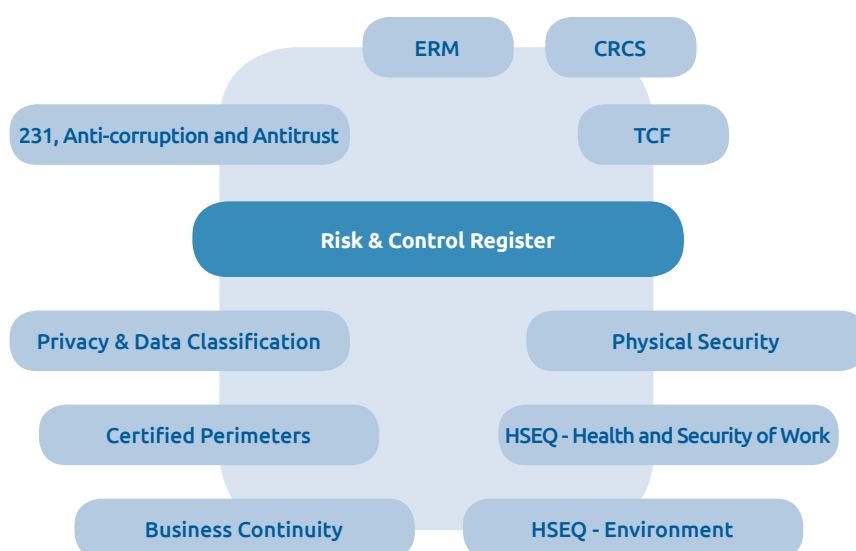 ERM
CRCS
231, Anti-corruption and Antitrust
TCF
Risk & Control Register
Privacy & Data Classification
Physical Security
Certified Perimeters
HSEQ - Health and Security of Work
Business Continuity
HSEQ - Environment